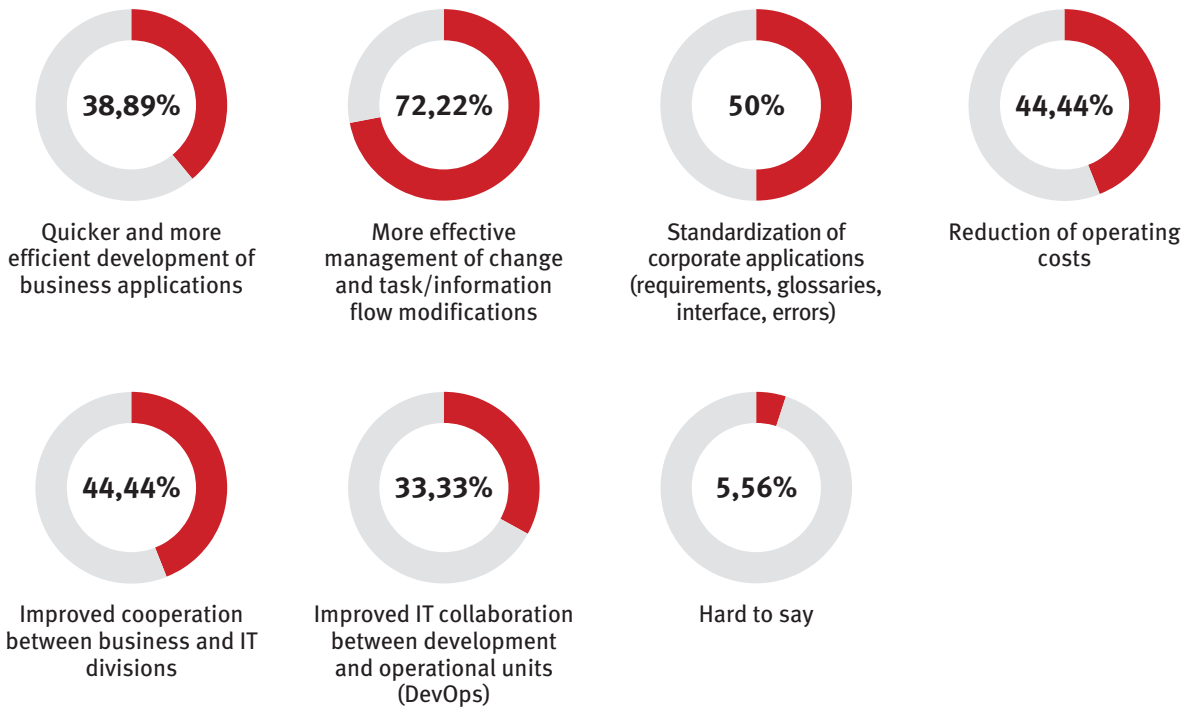 38,89%
Quicker and more
efficient development of
business applications
72,22%
More effective
management of change
and task/information
flow modifications
50%
Standardization of
corporate applications
(requirements, glossaries,
interface, errors)
44,44%
Reduction of operating
costs
44,44%
Improved cooperation
between business and IT
divisions
33,33%
Improved IT collaboration
between development
and operational units
(DevOps)
5,56%
Hard to say